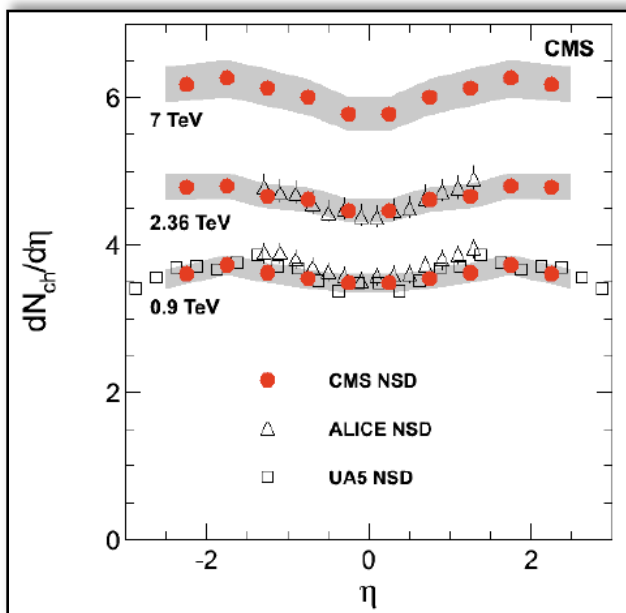 CMS
6
7 TeV
2.36 TeV
4
0.9 TeV
dN_ch/dη
CMS NSD
2
ALICE NSD
UA5 NSD
0
-2 0 2
η